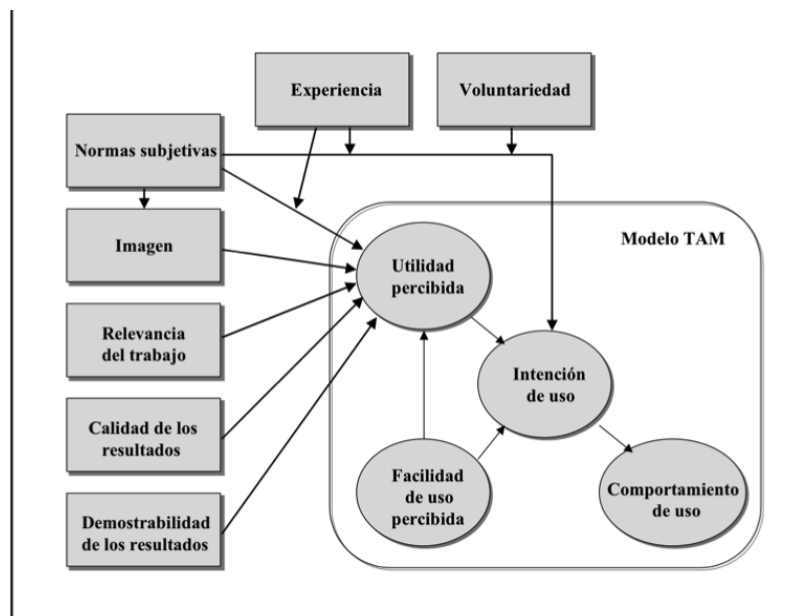 Experiencia
Voluntariedad
Normas subjetivas
Imagen
Modelo TAM
Utilidad
percibida
Relevancia
del trabajo
Intención
de uso
Calidad de los
resultados
Facilidad
de uso
percibida
Comportamiento
de uso
Demostrabilidad
de los resultados